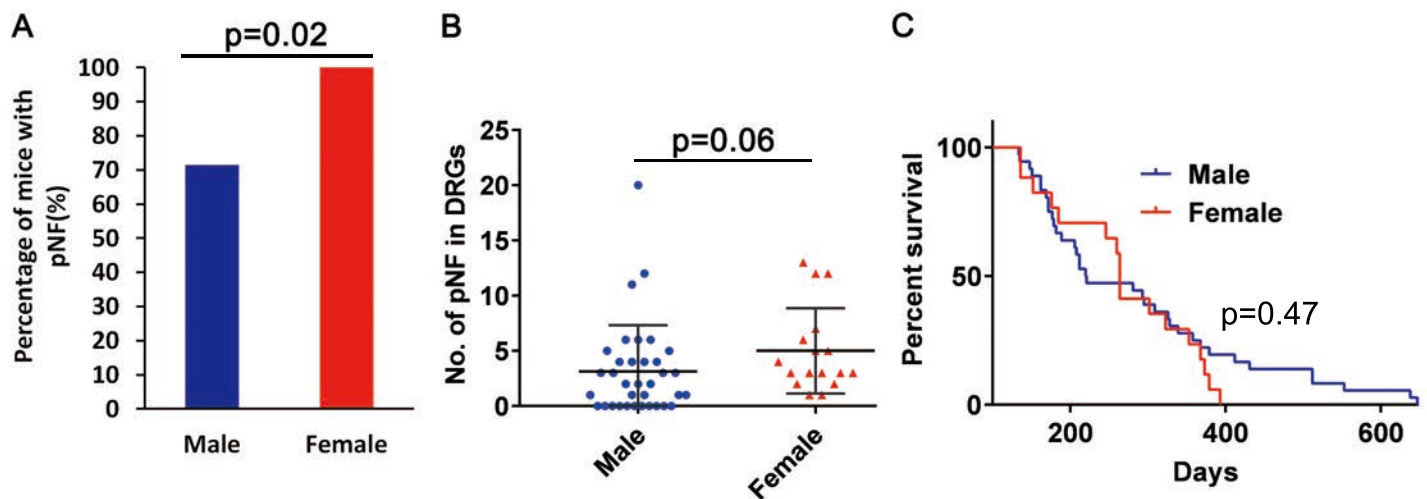 A
p=0.02
Percentage of mice with
pNF(%)
100
90
80
70
60
50
40
30
20
10
0
Male
Female
B
p=0.06
No. of pNF in DRGs
25
20
15
10
5
0
Male
Female
C
Percent survival
100
50
0
Male
Female
p=0.47
200
400
600
Days